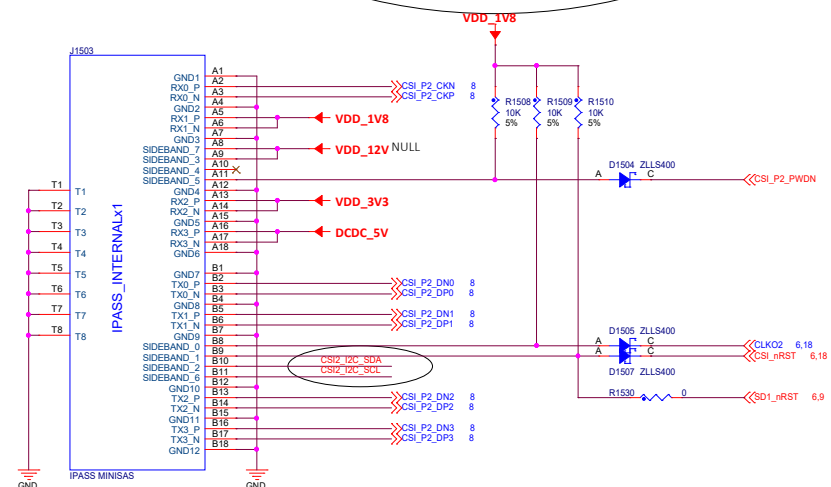 VDD_1V8
J1503
GND1 A1
RX0_P A2 CSI_P2_CKN 8
RX0_N A3 CSI_P2_CKP 8
GND2 A4
RX1_P A5 VDD_1V8
RX1_N A6
GND3 A7
SIDEBAND_7 A8 VDD_12V NULL
SIDEBAND_3 A9
SIDEBAND_4 A10
SIDEBAND_5 A11
GND4 A12
RX2_P A13 VDD_3V3
RX2_N A14
GND5 A15
RX3_P A16 DCDC_5V
RX3_N A17
GND6 A18
R1508 10K 5%
R1509 10K 5%
R1510 10K 5%
D1504 ZLLS400
A C CSI_P2_PWDN
T1 T1
T2 T2
T3 T3
T4 T4
T5 T5
T6 T6
T7 T7
T8 T8
IPASS_INTERNALx1
GND7 B1
TX0_P B2 CSI_P2_DN0 8
TX0_N B3 CSI_P2_DP0 8
GND8 B4
TX1_P B5 CSI_P2_DN1 8
TX1_N B6 CSI_P2_DP1 8
GND9 B7
SIDEBAND_0 B8
SIDEBAND_1 B9
SIDEBAND_2 B10 CSI2_I2C_SDA
SIDEBAND_6 B11 CSI2_I2C_SCL
GND10 B12
TX2_P B13 CSI_P2_DN2 8
TX2_N B14 CSI_P2_DP2 8
GND11 B15
TX3_P B16 CSI_P2_DN3 8
TX3_N B17 CSI_P2_DP3 8
GND12 B18
D1505 ZLLS400
A C CLKO2 6,18
A C CSI_nRST 6,18
D1507 ZLLS400
R1530 0 SD1_nRST 6,9
IPASS MINISAS
GND
GND